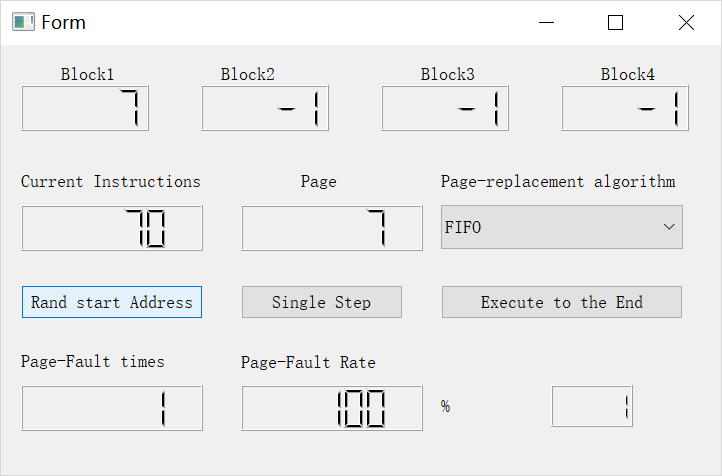 Form
Block1 Block2 Block3 Block4
7 -1 -1 -1
Current Instructions Page Page-replacement algorithm
70 7 FIFO
Rand start Address Single Step Execute to the End
Page-Fault times Page-Fault Rate
1 100 % 1